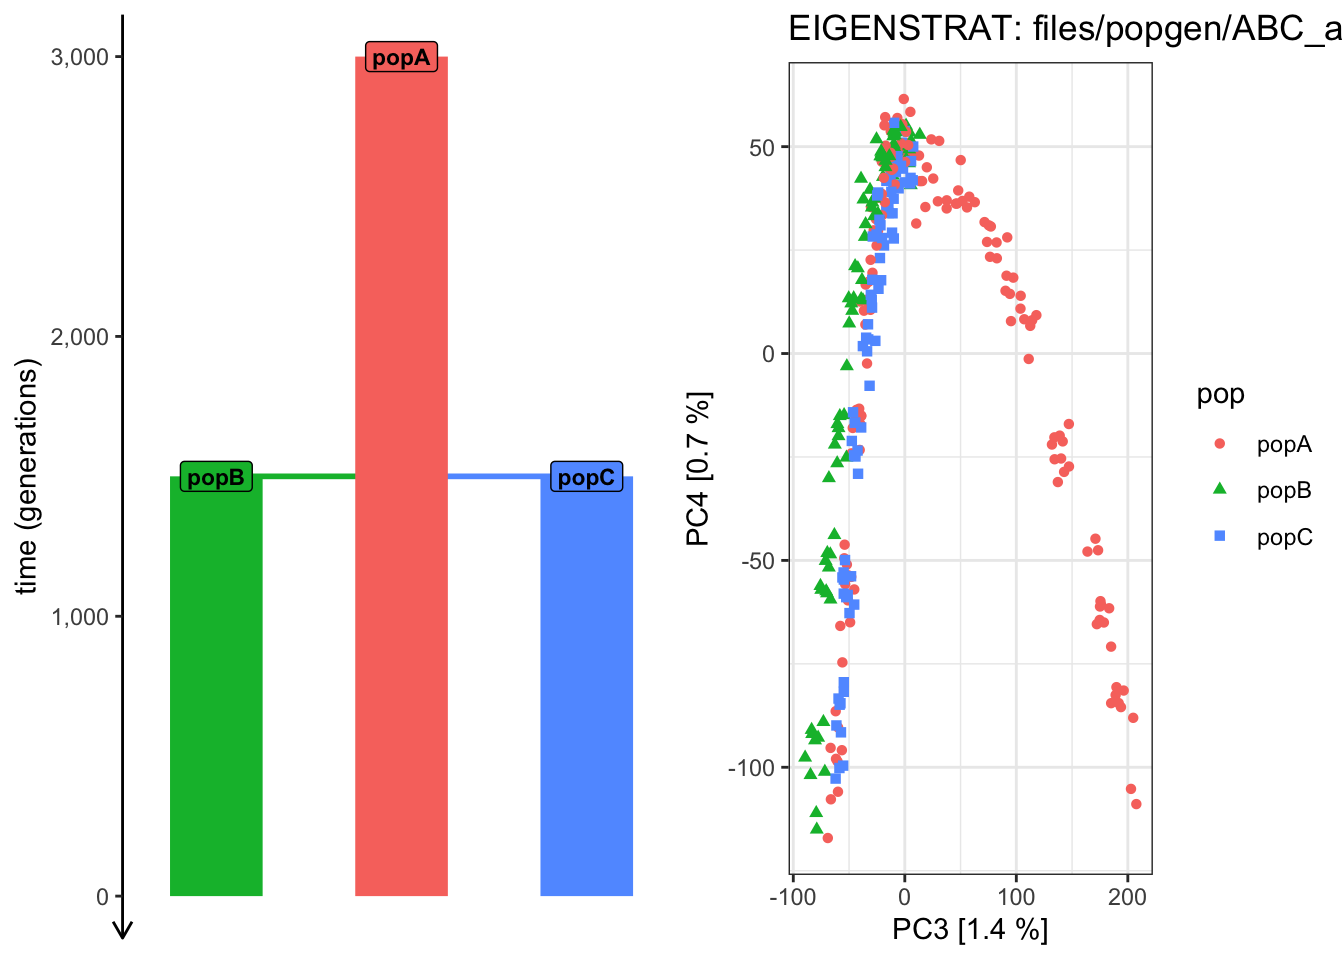 time (generations)
3,000
2,000
1,000
0
popA
popB
popC
EIGENSTRAT: files/popgen/ABC_a
PC4 [0.7 %]
50
0
-50
-100
-100 0 100 200
PC3 [1.4 %]
pop
popA
popB
popC